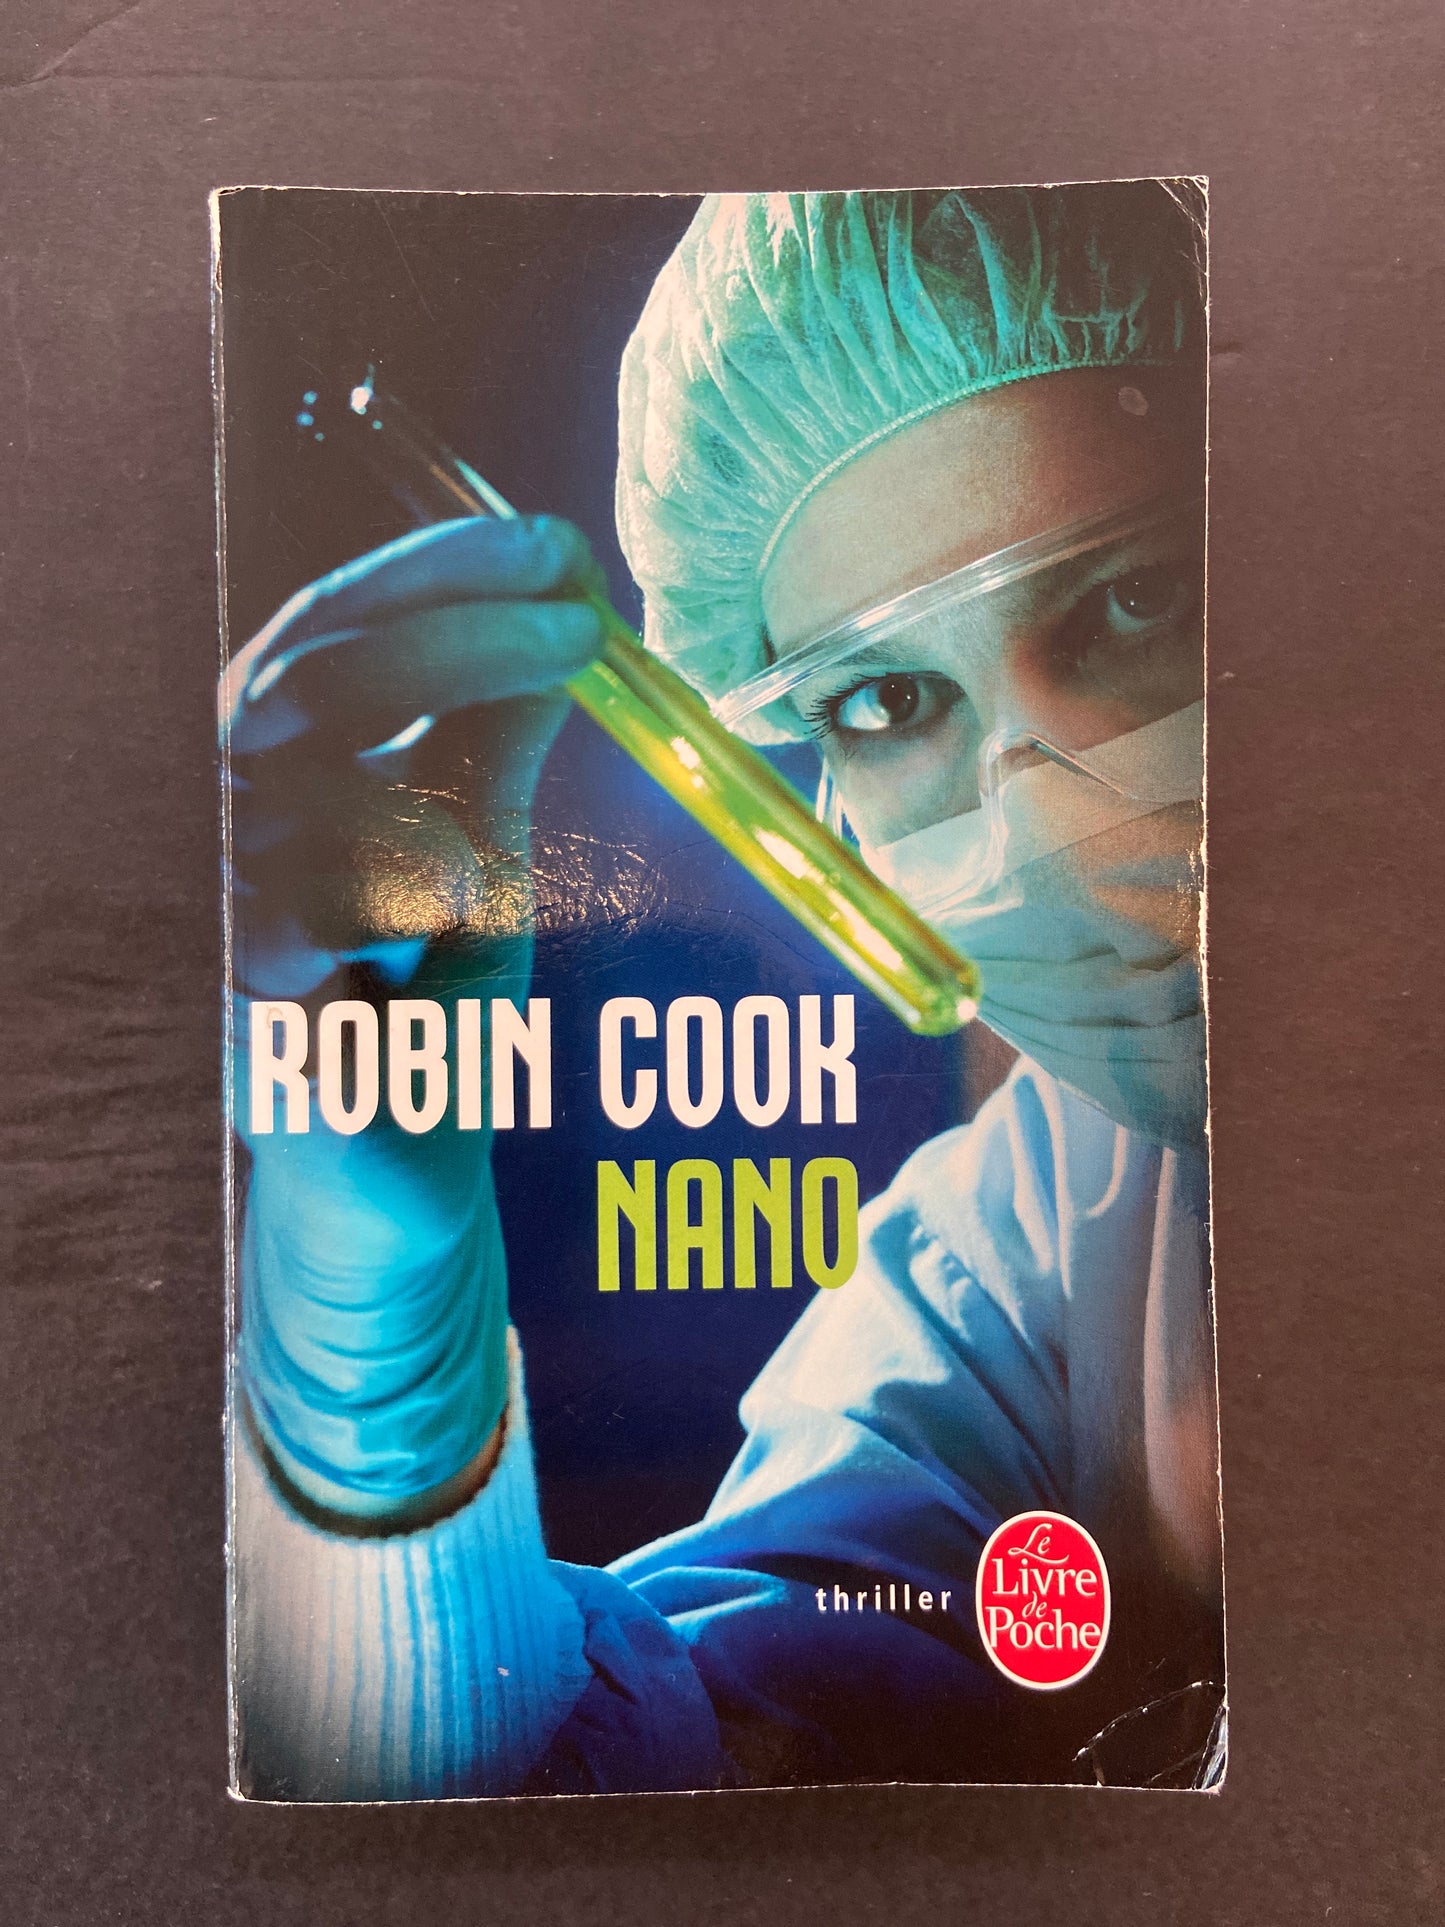 ROBIN COOK
NANO
thriller
Le
Livre
de
Poche